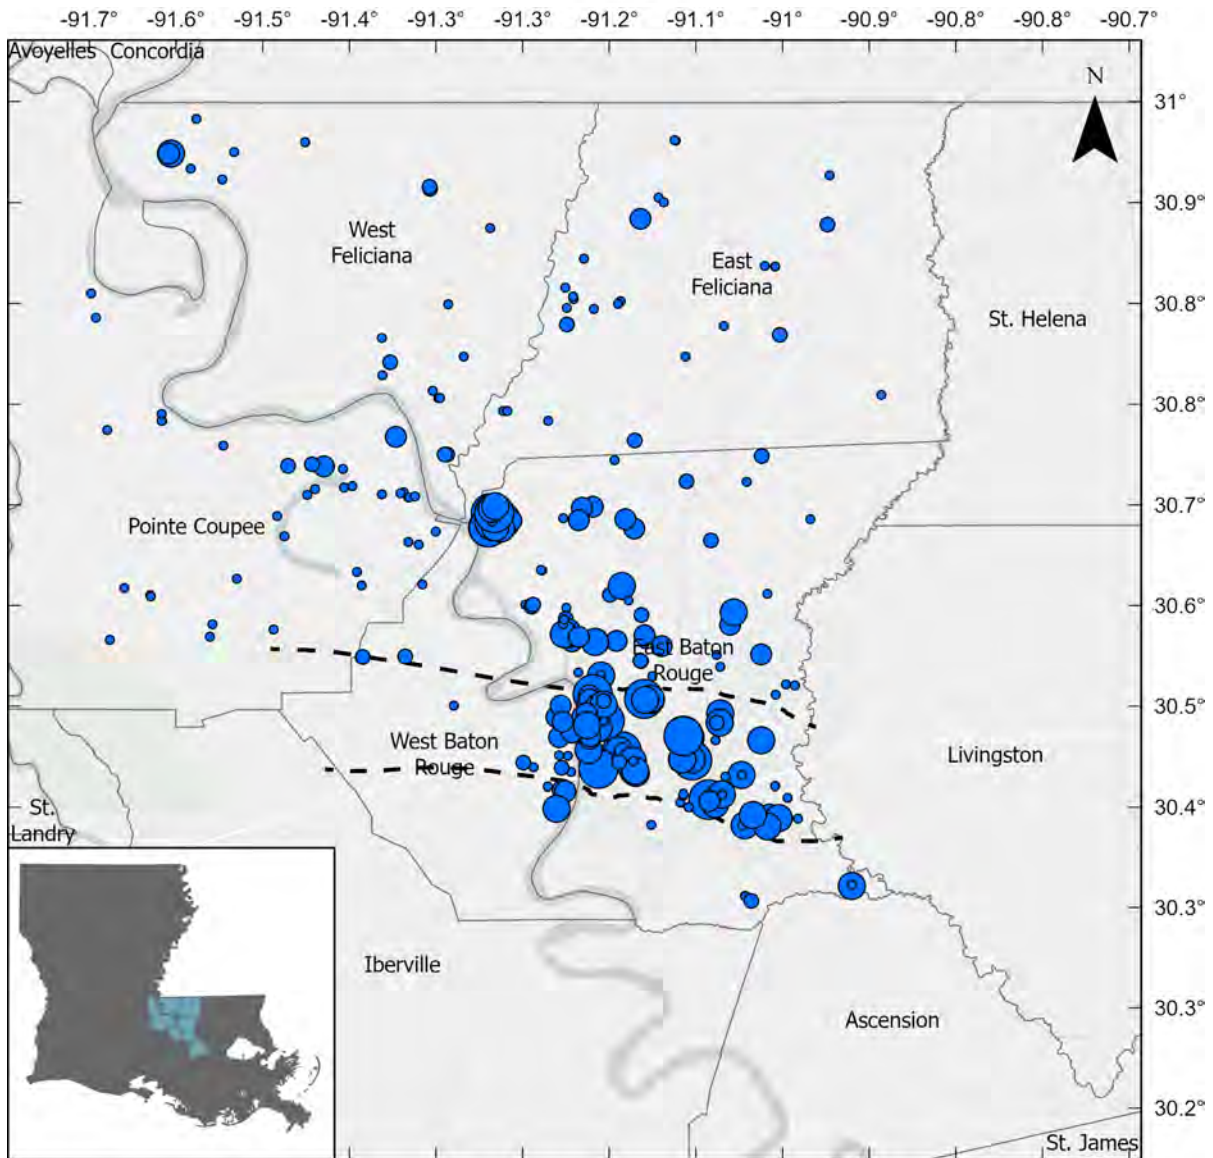 -91.7° -91.6° -91.5° -91.4° -91.3° -91.3° -91.2° -91.1° -91.1° -91° -90.9° -90.8° -90.8° -90.7°
Avoyelles Concordia
N
31°
30.9°
West
Feliciana
East
Feliciana
30.8°
St. Helena
30.8°
30.7°
Pointe Coupee
30.6°
East Baton
Rouge
30.5°
West Baton
Rouge
Livingston
30.4°
St.
Landry
30.3°
Iberville
30.3°
Ascension
30.2°
St. James